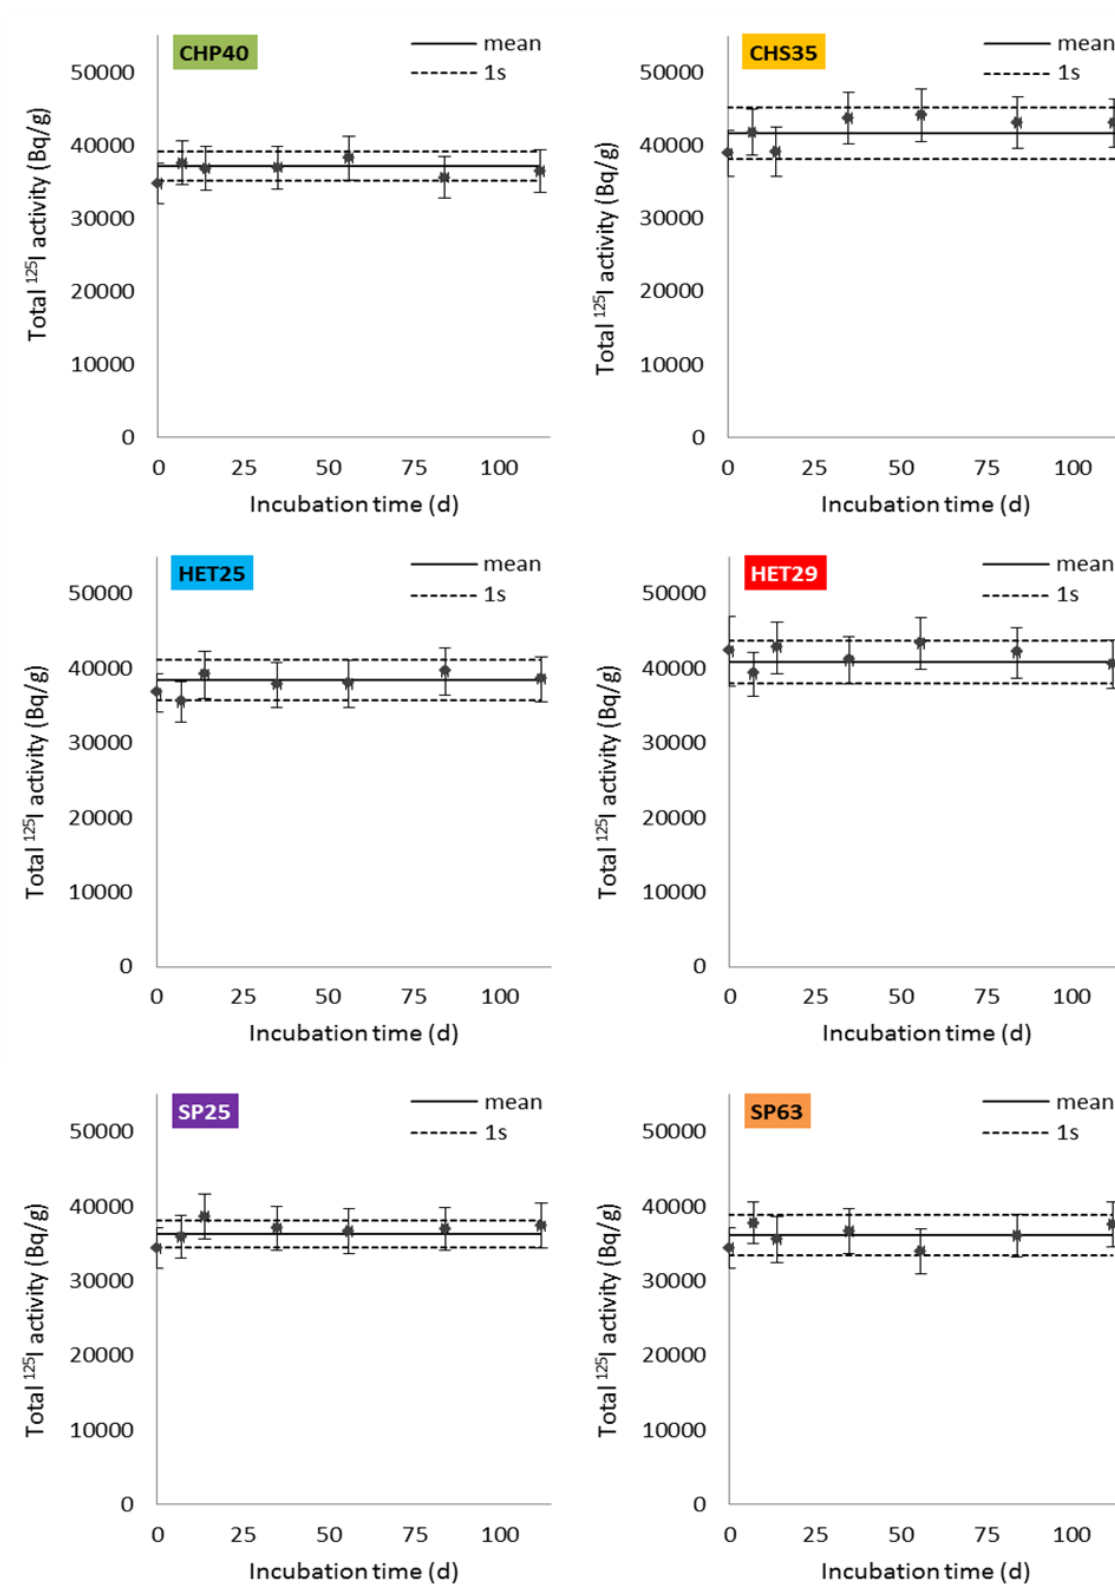 CHP40
mean
1s
50000
40000
30000
20000
10000
0
Total ¹²⁵I activity (Bq/g)
0 25 50 75 100
Incubation time (d)
CHS35
mean
1s
50000
40000
30000
20000
10000
0
Total ¹²⁵I activity (Bq/g)
0 25 50 75 100
Incubation time (d)
HET25
mean
1s
50000
40000
30000
20000
10000
0
Total ¹²⁵I activity (Bq/g)
0 25 50 75 100
Incubation time (d)
HET29
mean
1s
50000
40000
30000
20000
10000
0
Total ¹²⁵I activity (Bq/g)
0 25 50 75 100
Incubation time (d)
SP25
mean
1s
50000
40000
30000
20000
10000
0
Total ¹²⁵I activity (Bq/g)
0 25 50 75 100
Incubation time (d)
SP63
mean
1s
50000
40000
30000
20000
10000
0
Total ¹²⁵I activity (Bq/g)
0 25 50 75 100
Incubation time (d)